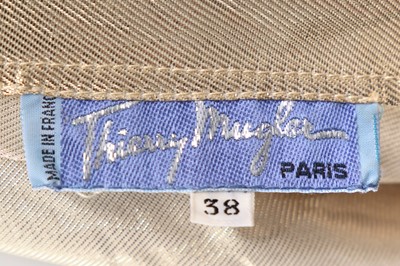 MADE IN FRANC
Thierry Mugler
PARIS
38